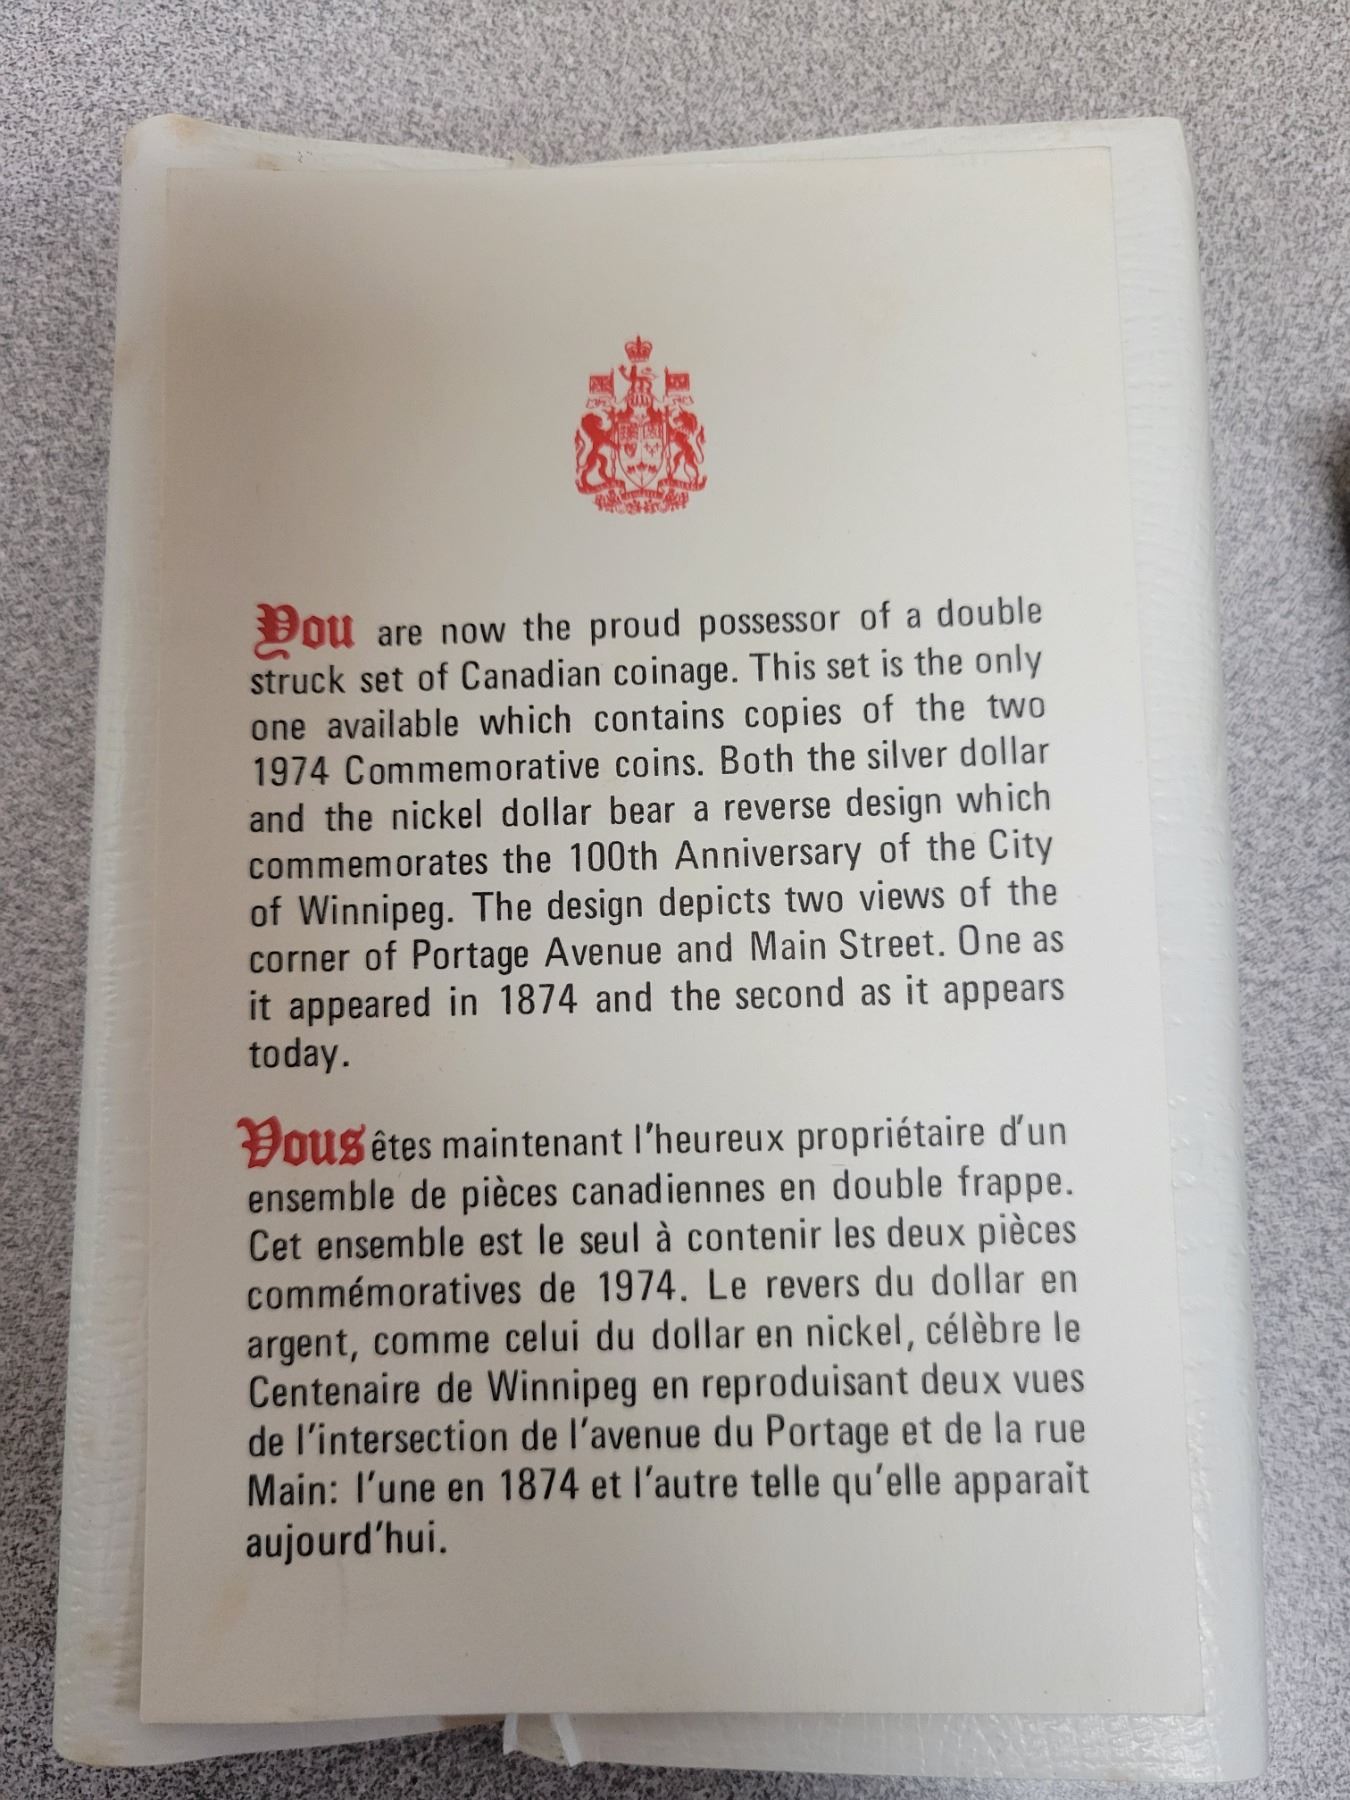 You are now the proud possessor of a double
struck set of Canadian coinage. This set is the only
one available which contains copies of the two
1974 Commemorative coins. Both the silver dollar
and the nickel dollar bear a reverse design which
commemorates the 100th Anniversary of the City
of Winnipeg. The design depicts two views of the
corner of Portage Avenue and Main Street. One as
it appeared in 1874 and the second as it appears
today.
Vous êtes maintenant l'heureux propriétaire d'un
ensemble de pièces canadiennes en double frappe.
Cet ensemble est le seul à contenir les deux pièces
commémoratives de 1974. Le revers du dollar en
argent, comme celui du dollar en nickel, célèbre le
Centenaire de Winnipeg en reproduisant deux vues
de l'intersection de l'avenue du Portage et de la rue
Main: l'une en 1874 et l'autre telle qu'elle apparaît
aujourd'hui.